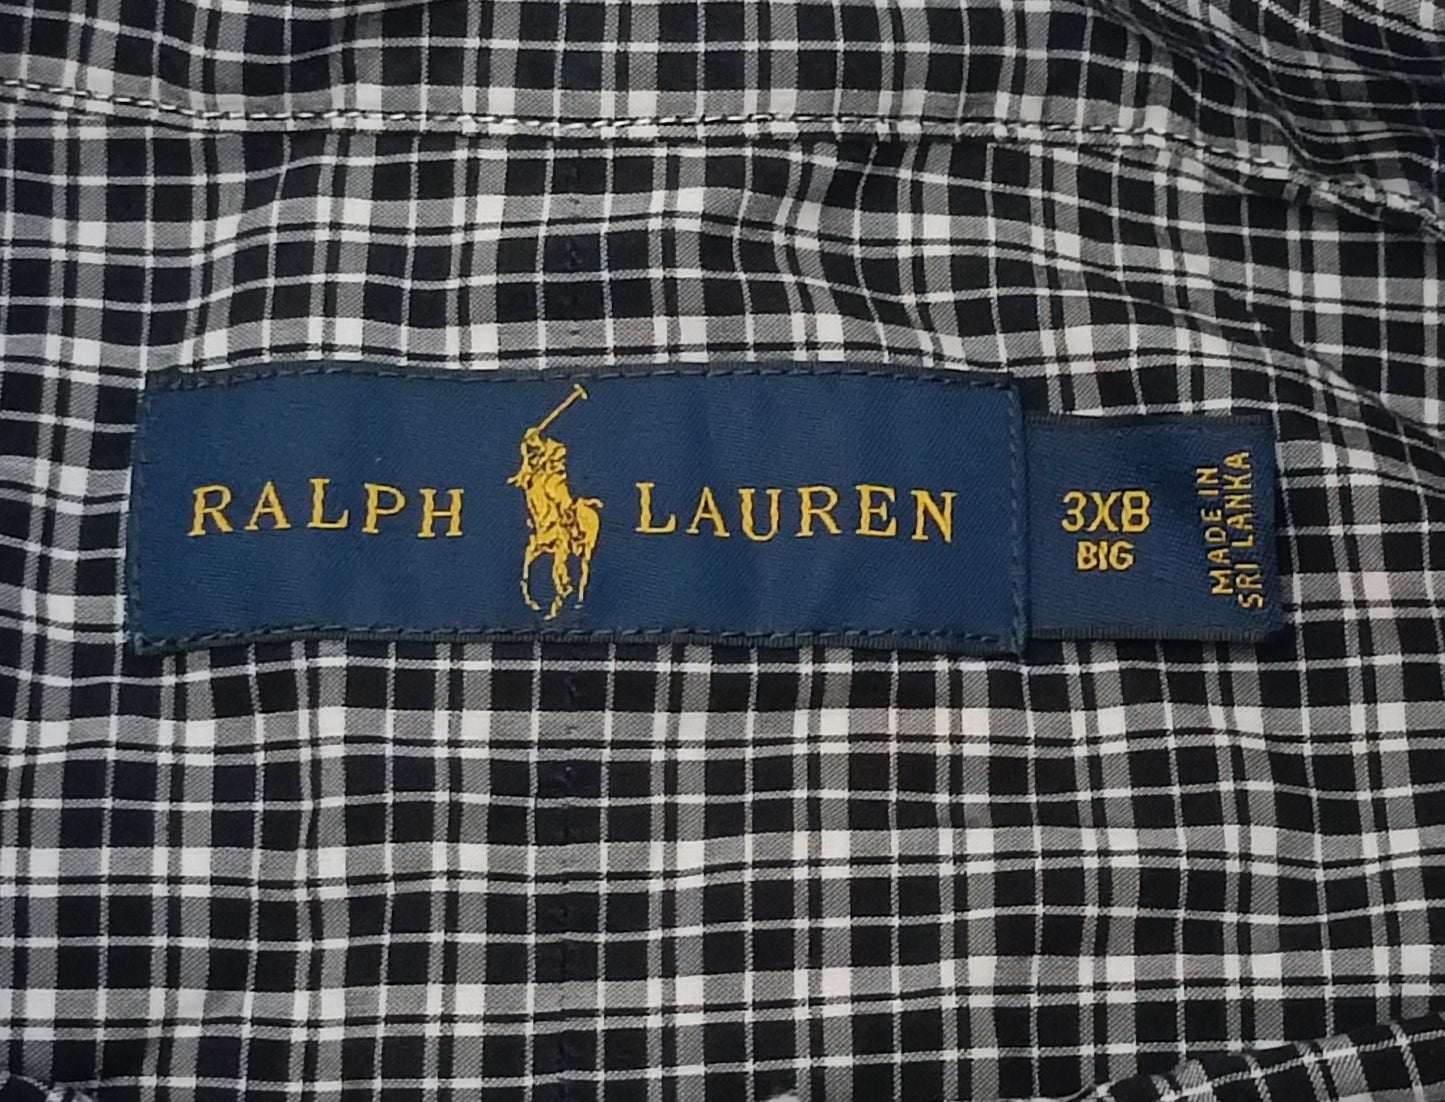 RALPH LAUREN
3XB
BIG
MADE IN
SRI LANKA